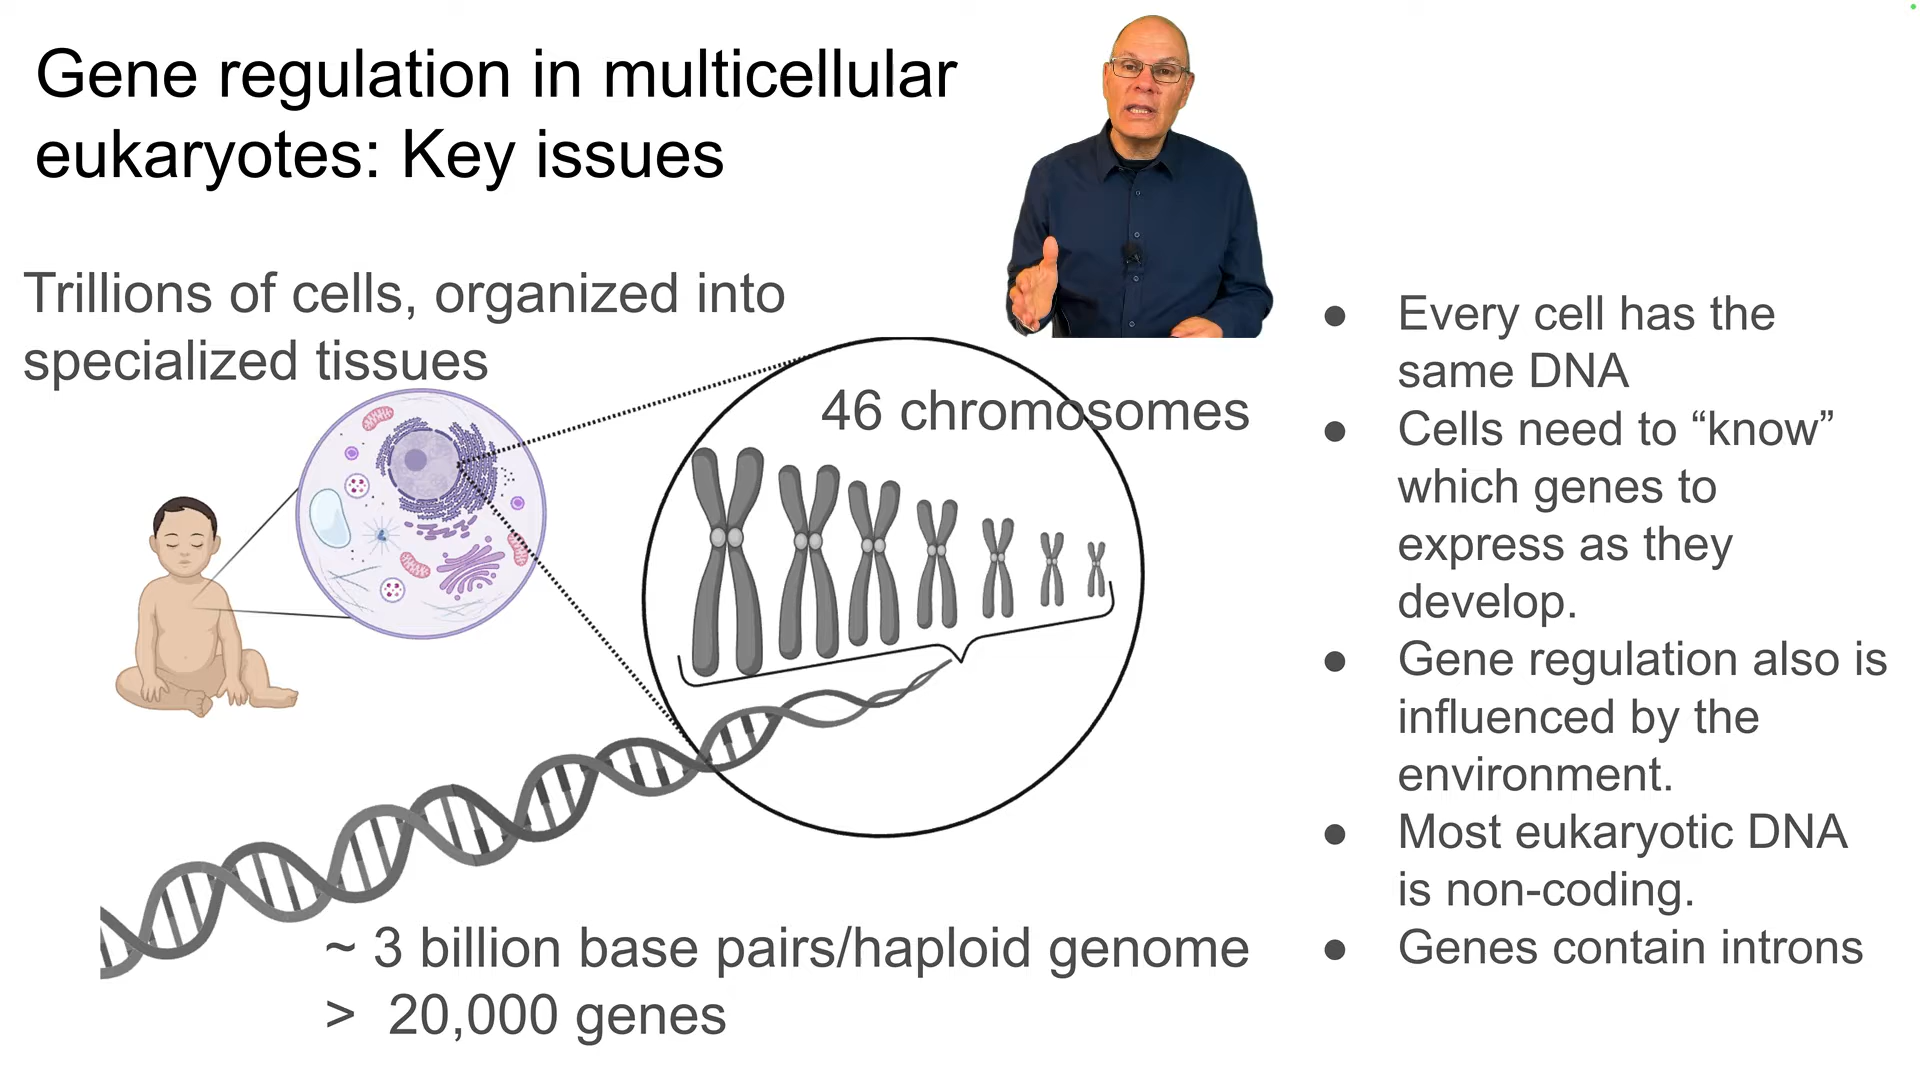 Gene regulation in multicellular
eukaryotes: Key issues
Trillions of cells, organized into
specialized tissues
46 chromosomes
~ 3 billion base pairs/haploid genome
> 20,000 genes
● Every cell has the
same DNA
● Cells need to “know”
which genes to
express as they
develop.
● Gene regulation also is
influenced by the
environment.
● Most eukaryotic DNA
is non-coding.
● Genes contain introns